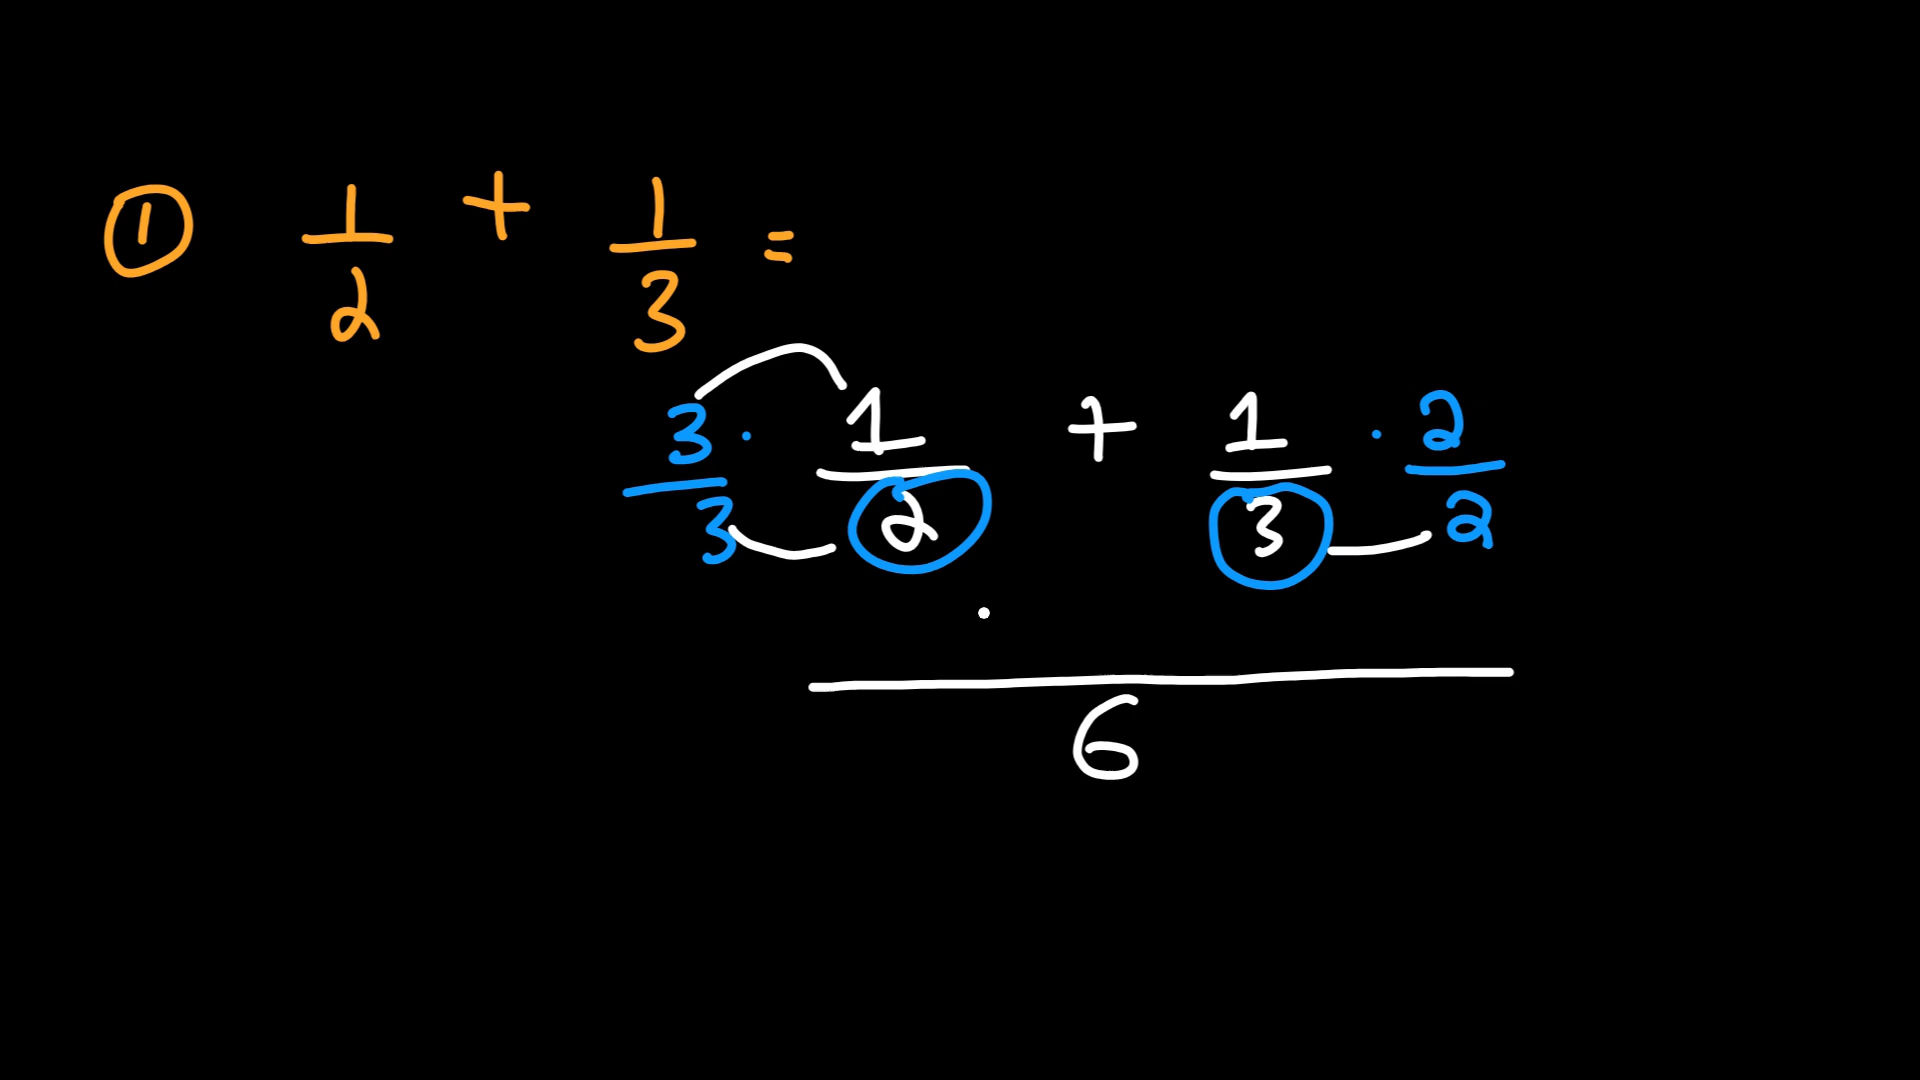 ① 1/2 + 1/3 =
3/3 · 1/2 + 1/3 · 2/2
6